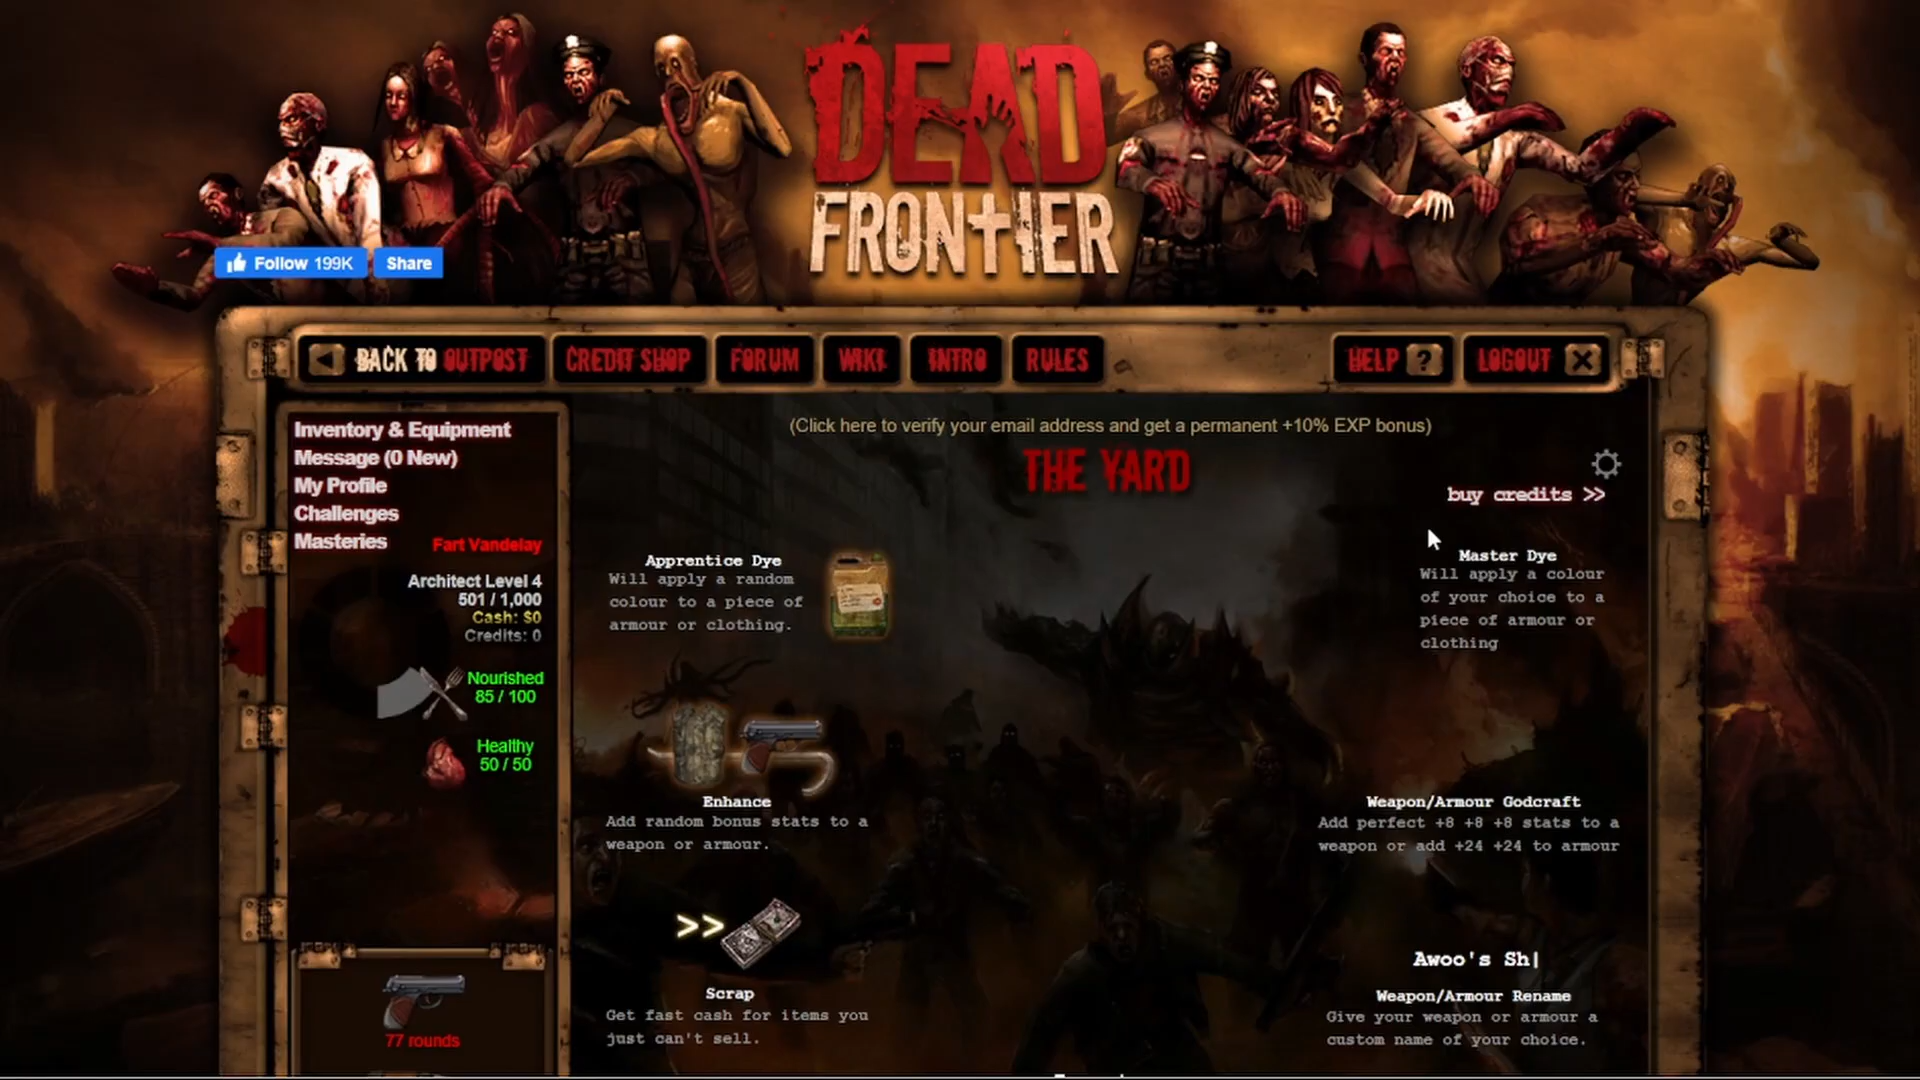 DEAD
FRONTIER
Follow 199K
Share
BACK TO OUTPOST
CREDIT SHOP
FORUM
WIKI
INTRO
RULES
HELP ?
LOGOUT X
Inventory & Equipment
Message (0 New)
My Profile
Challenges
Masteries
Fart Vandelay
Architect Level 4
501 / 1,000
Cash: $0
Credits: 0
Nourished
85 / 100
Healthy
50 / 50
77 rounds
(Click here to verify your email address and get a permanent +10% EXP bonus)
THE YARD
buy credits >>
Apprentice Dye
Will apply a random
colour to a piece of
armour or clothing.
Master Dye
Will apply a colour
of your choice to a
piece of armour or
clothing
Enhance
Add random bonus stats to a
weapon or armour.
Weapon/Armour Godcraft
Add perfect +8 +8 +8 stats to a
weapon or add +24 +24 to armour
>>
Scrap
Get fast cash for items you
just can't sell.
Awoo's Sh|
Weapon/Armour Rename
Give your weapon or armour a
custom name of your choice.